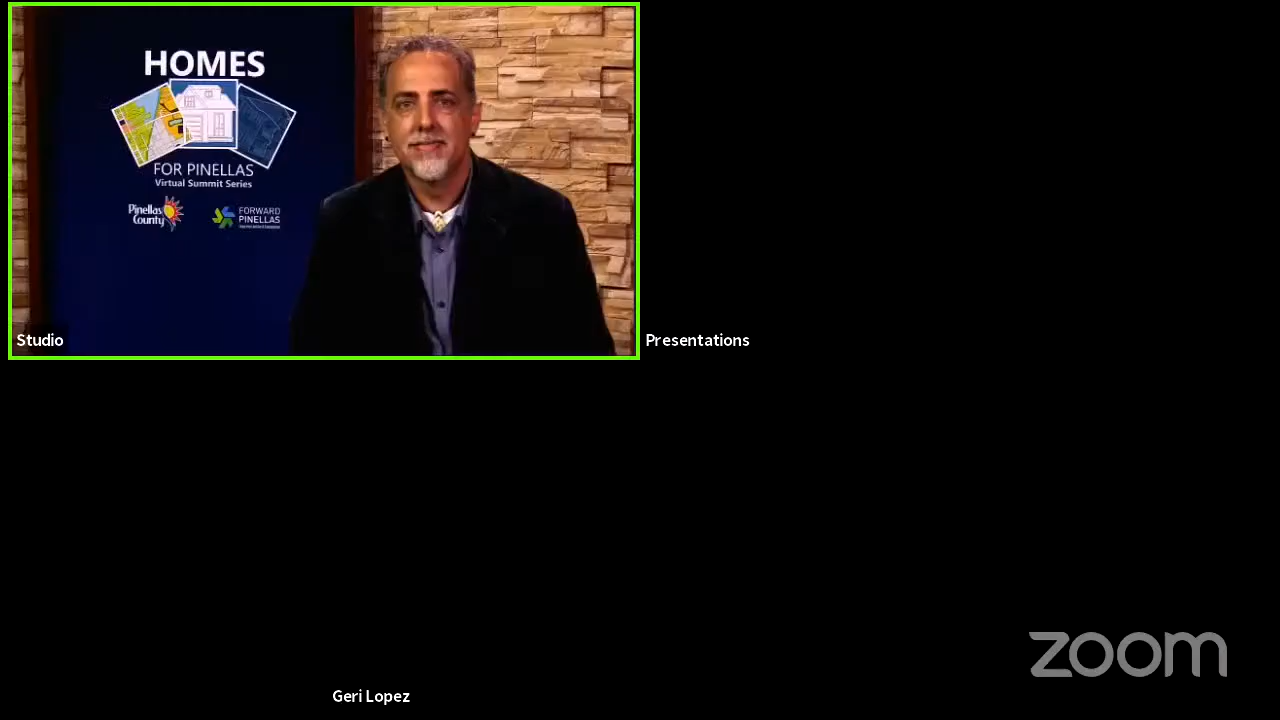 HOMES
FOR PINELLAS
Virtual Summit Series
Pinellas
County
FORWARD
PINELLAS
Studio
Presentations
Geri Lopez
zoom